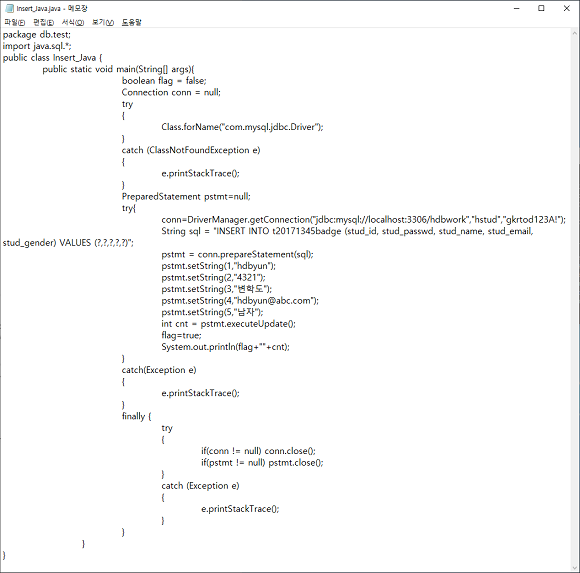 Insert_Java.java - 메모장
파일(F) 편집(E) 서식(O) 보기(V) 도움말
package db.test;
import java.sql.*;
public class Insert_Java {
public static void main(String[] args){
boolean flag = false;
Connection conn = null;
try
{
Class.forName("com.mysql.jdbc.Driver");
}
catch (ClassNotFoundException e)
{
e.printStackTrace();
}
PreparedStatement pstmt=null;
try{
conn=DriverManager.getConnection("jdbc:mysql://localhost:3306/hdbwork","hstud","gkrtod123A!");
String sql = "INSERT INTO t20171345badge (stud_id, stud_passwd, stud_name, stud_email,
stud_gender) VALUES (?,?,?,?,?)";
pstmt = conn.prepareStatement(sql);
pstmt.setString(1,"hdbyun");
pstmt.setString(2,"4321");
pstmt.setString(3,"변학도");
pstmt.setString(4,"hdbyun@abc.com");
pstmt.setString(5,"남자");
int cnt = pstmt.executeUpdate();
flag=true;
System.out.println(flag+""+cnt);
}
catch(Exception e)
{
e.printStackTrace();
}
finally {
try
{
if(conn != null) conn.close();
if(pstmt != null) pstmt.close();
}
catch (Exception e)
{
e.printStackTrace();
}
}
}
}